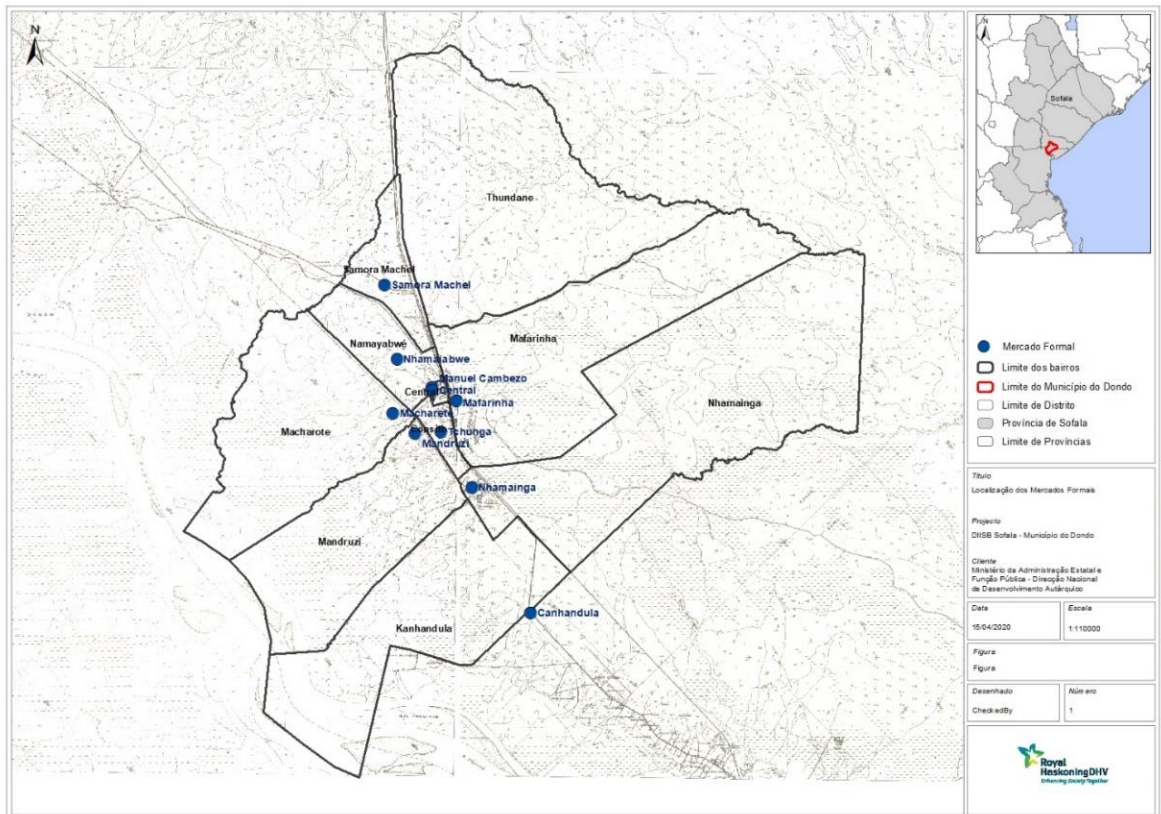 N
Thundane
Samora Machel
Samora Machel
Namayabwe
Nhamajabwe
Mafarinha
Manuel Cambezo
Central
Central
Mafarinha
Nhamainga
Macharote
Macharete
Tchunga
Mandruzi
Nhamainga
Mandruzi
Canhandula
Kanhandula
N
Sofala
Mercado Formal
Limite dos bairros
Limite do Município do Dondo
Limite de Distrito
Província de Sofala
Limite de Províncias
Título
Localização dos Mercados Formais
Projecto
DIISB Sofala - Município do Dondo
Cliente
Ministério da Administração Estatal e
Função Pública - Direcção Nacional
de Desenvolvimento Autárquico
Data
15/04/2020
Escala
1:110000
Figura
Figura
Desenhado
CheckedBy
Número
1
Royal
HaskoningDHV
Enhancing Society Together